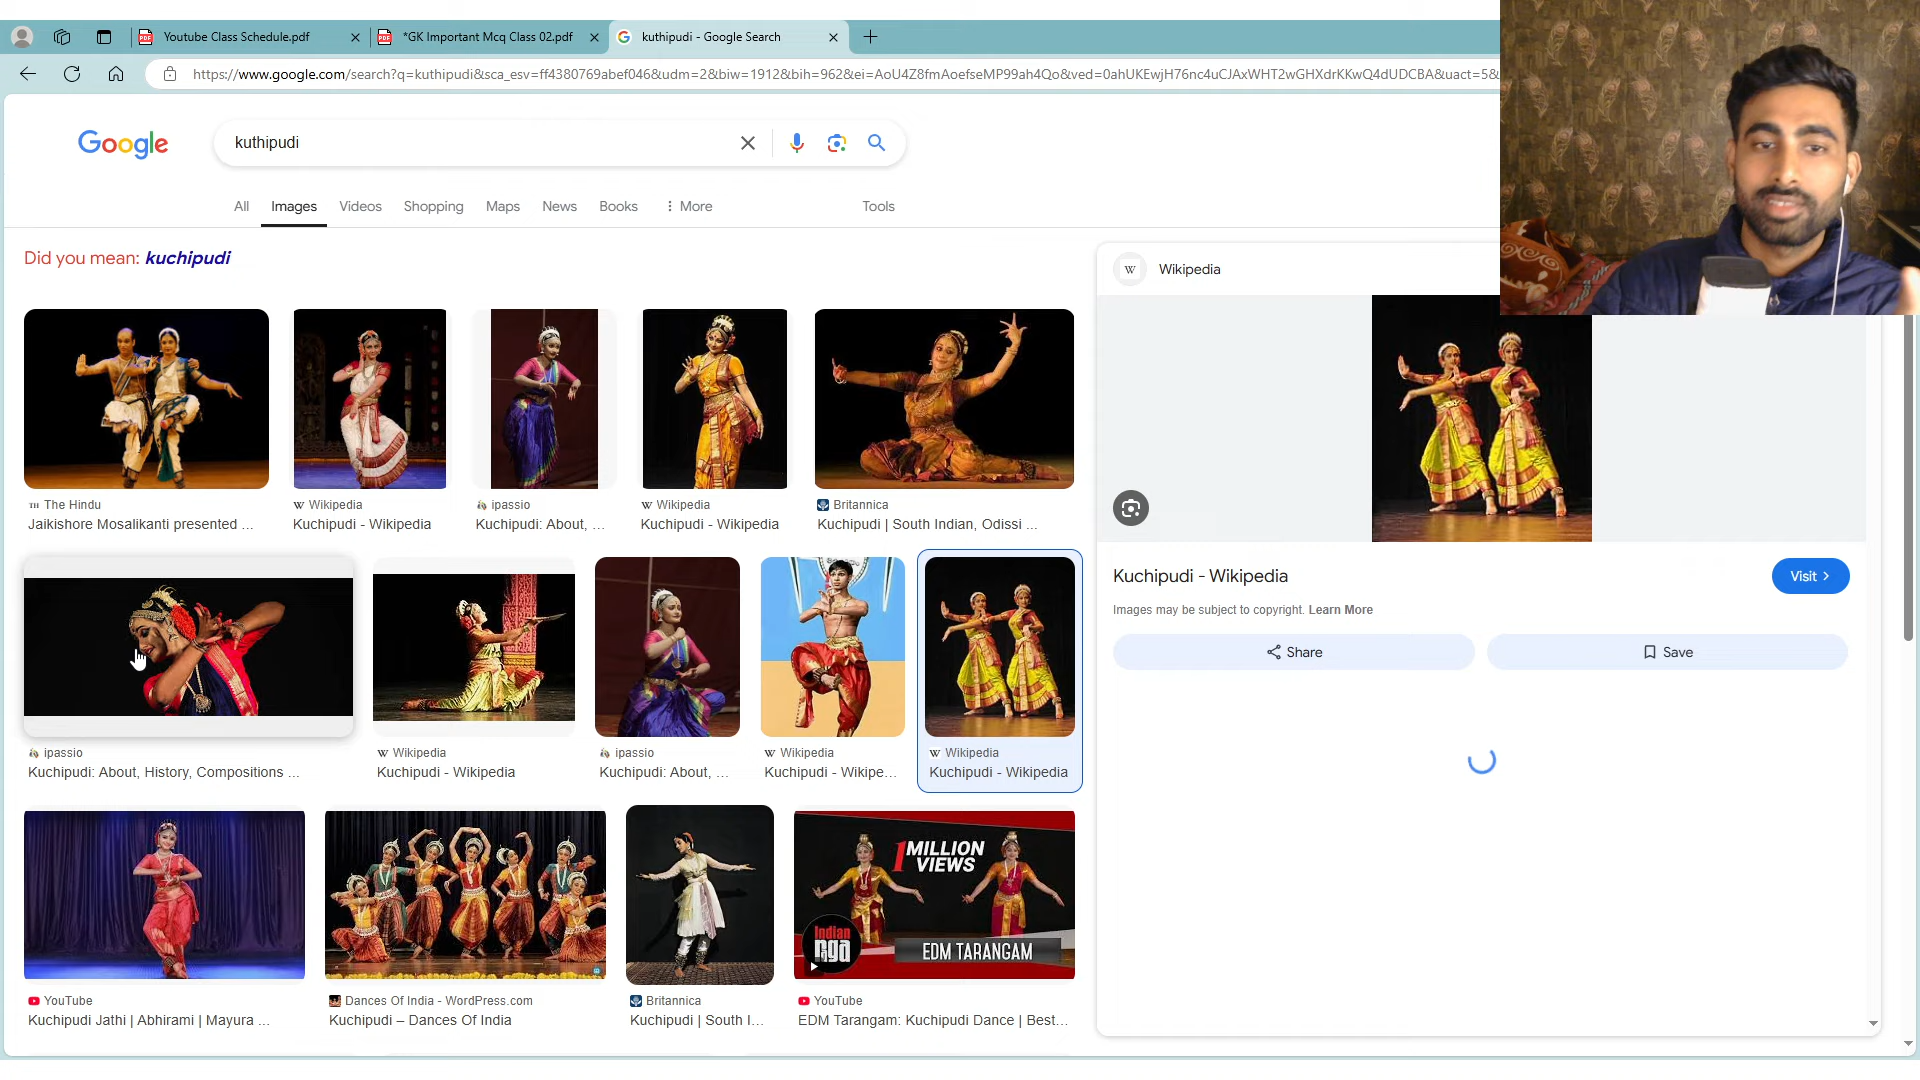 Youtube Class Schedule.pdf
*GK Important Mcq Class 02.pdf
kuthipudi - Google Search
https://www.google.com/search?q=kuthipudi&sca_esv=ff4380769abef046&udm=2&biw=1912&bih=962&ei=AoU4Z8fmAoefseMP99ah4Qo&ved=0ahUKEwjH76nc4uCJAxWHT2wGHXdrKKwQ4dUDCBA&uact=5&
Google
kuthipudi
All Images Videos Shopping Maps News Books More Tools
Did you mean: kuchipudi
W Wikipedia
TH The Hindu
Jaikishore Mosalikanti presented ...
W Wikipedia
Kuchipudi - Wikipedia
ipassio
Kuchipudi: About, ...
W Wikipedia
Kuchipudi - Wikipedia
Britannica
Kuchipudi | South Indian, Odissi ...
Kuchipudi - Wikipedia
Visit
Images may be subject to copyright. Learn More
Share
Save
ipassio
Kuchipudi: About, History, Compositions ...
W Wikipedia
Kuchipudi - Wikipedia
ipassio
Kuchipudi: About, ...
W Wikipedia
Kuchipudi - Wikipe...
W Wikipedia
Kuchipudi - Wikipedia
1 MILLION
VIEWS
indian
raga
EDM TARANGAM
YouTube
Kuchipudi Jathi | Abhirami | Mayura ...
Dances Of India - WordPress.com
Kuchipudi – Dances Of India
Britannica
Kuchipudi | South I...
YouTube
EDM Tarangam: Kuchipudi Dance | Best...